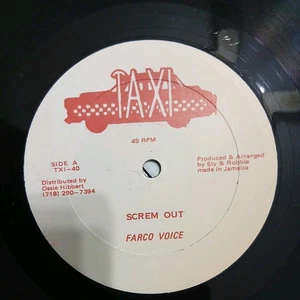 TAXI
45 RPM
SIDE A
TXI-40
Distributed by
Ossie Hibbert
(718) 290-7394
Produced & Arranged
by Sly & Robbie
made in Jamaica
SCREM OUT
FARCO VOICE